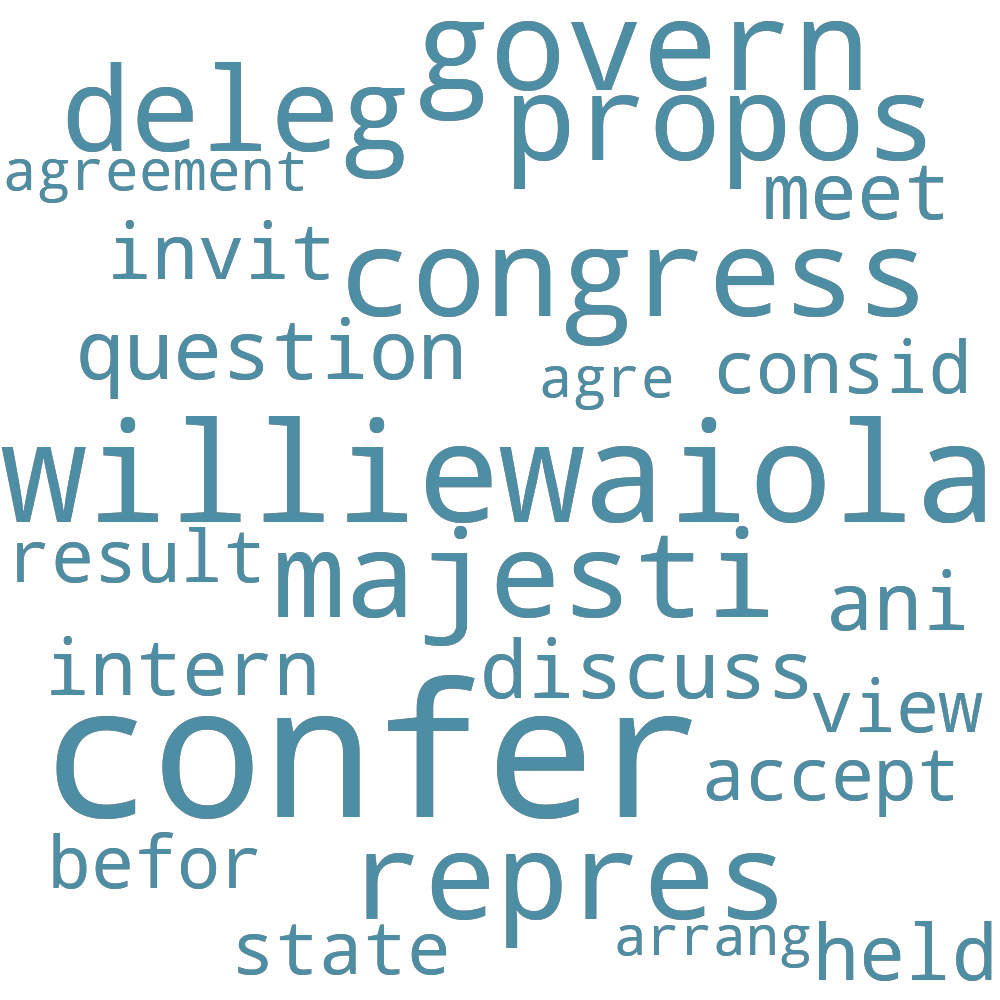 govern
deleg
propos
agreement
meet
invit
congress
question
agre
consid
williewaiola
result
majesti
ani
intern
discuss
view
confer
accept
befor
repres
state
arrang
held